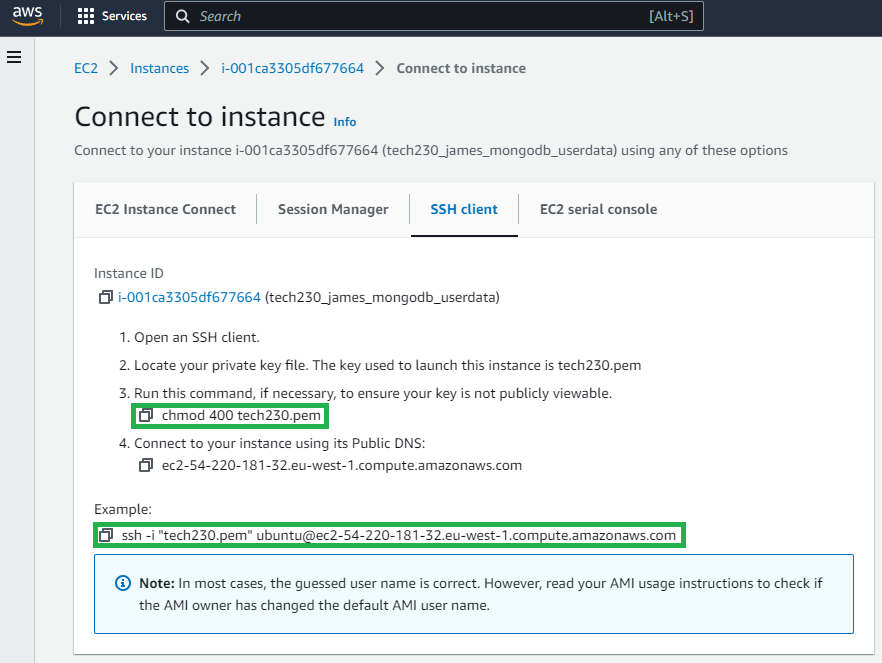 aws
Services
Search
[Alt+S]
EC2 > Instances > i-001ca3305df677664 > Connect to instance
Connect to instance Info
Connect to your instance i-001ca3305df677664 (tech230_james_mongodb_userdata) using any of these options
EC2 Instance Connect
Session Manager
SSH client
EC2 serial console
Instance ID
i-001ca3305df677664 (tech230_james_mongodb_userdata)
1. Open an SSH client.
2. Locate your private key file. The key used to launch this instance is tech230.pem
3. Run this command, if necessary, to ensure your key is not publicly viewable.
chmod 400 tech230.pem
4. Connect to your instance using its Public DNS:
ec2-54-220-181-32.eu-west-1.compute.amazonaws.com
Example:
ssh -i "tech230.pem" ubuntu@ec2-54-220-181-32.eu-west-1.compute.amazonaws.com
Note: In most cases, the guessed user name is correct. However, read your AMI usage instructions to check if
the AMI owner has changed the default AMI user name.